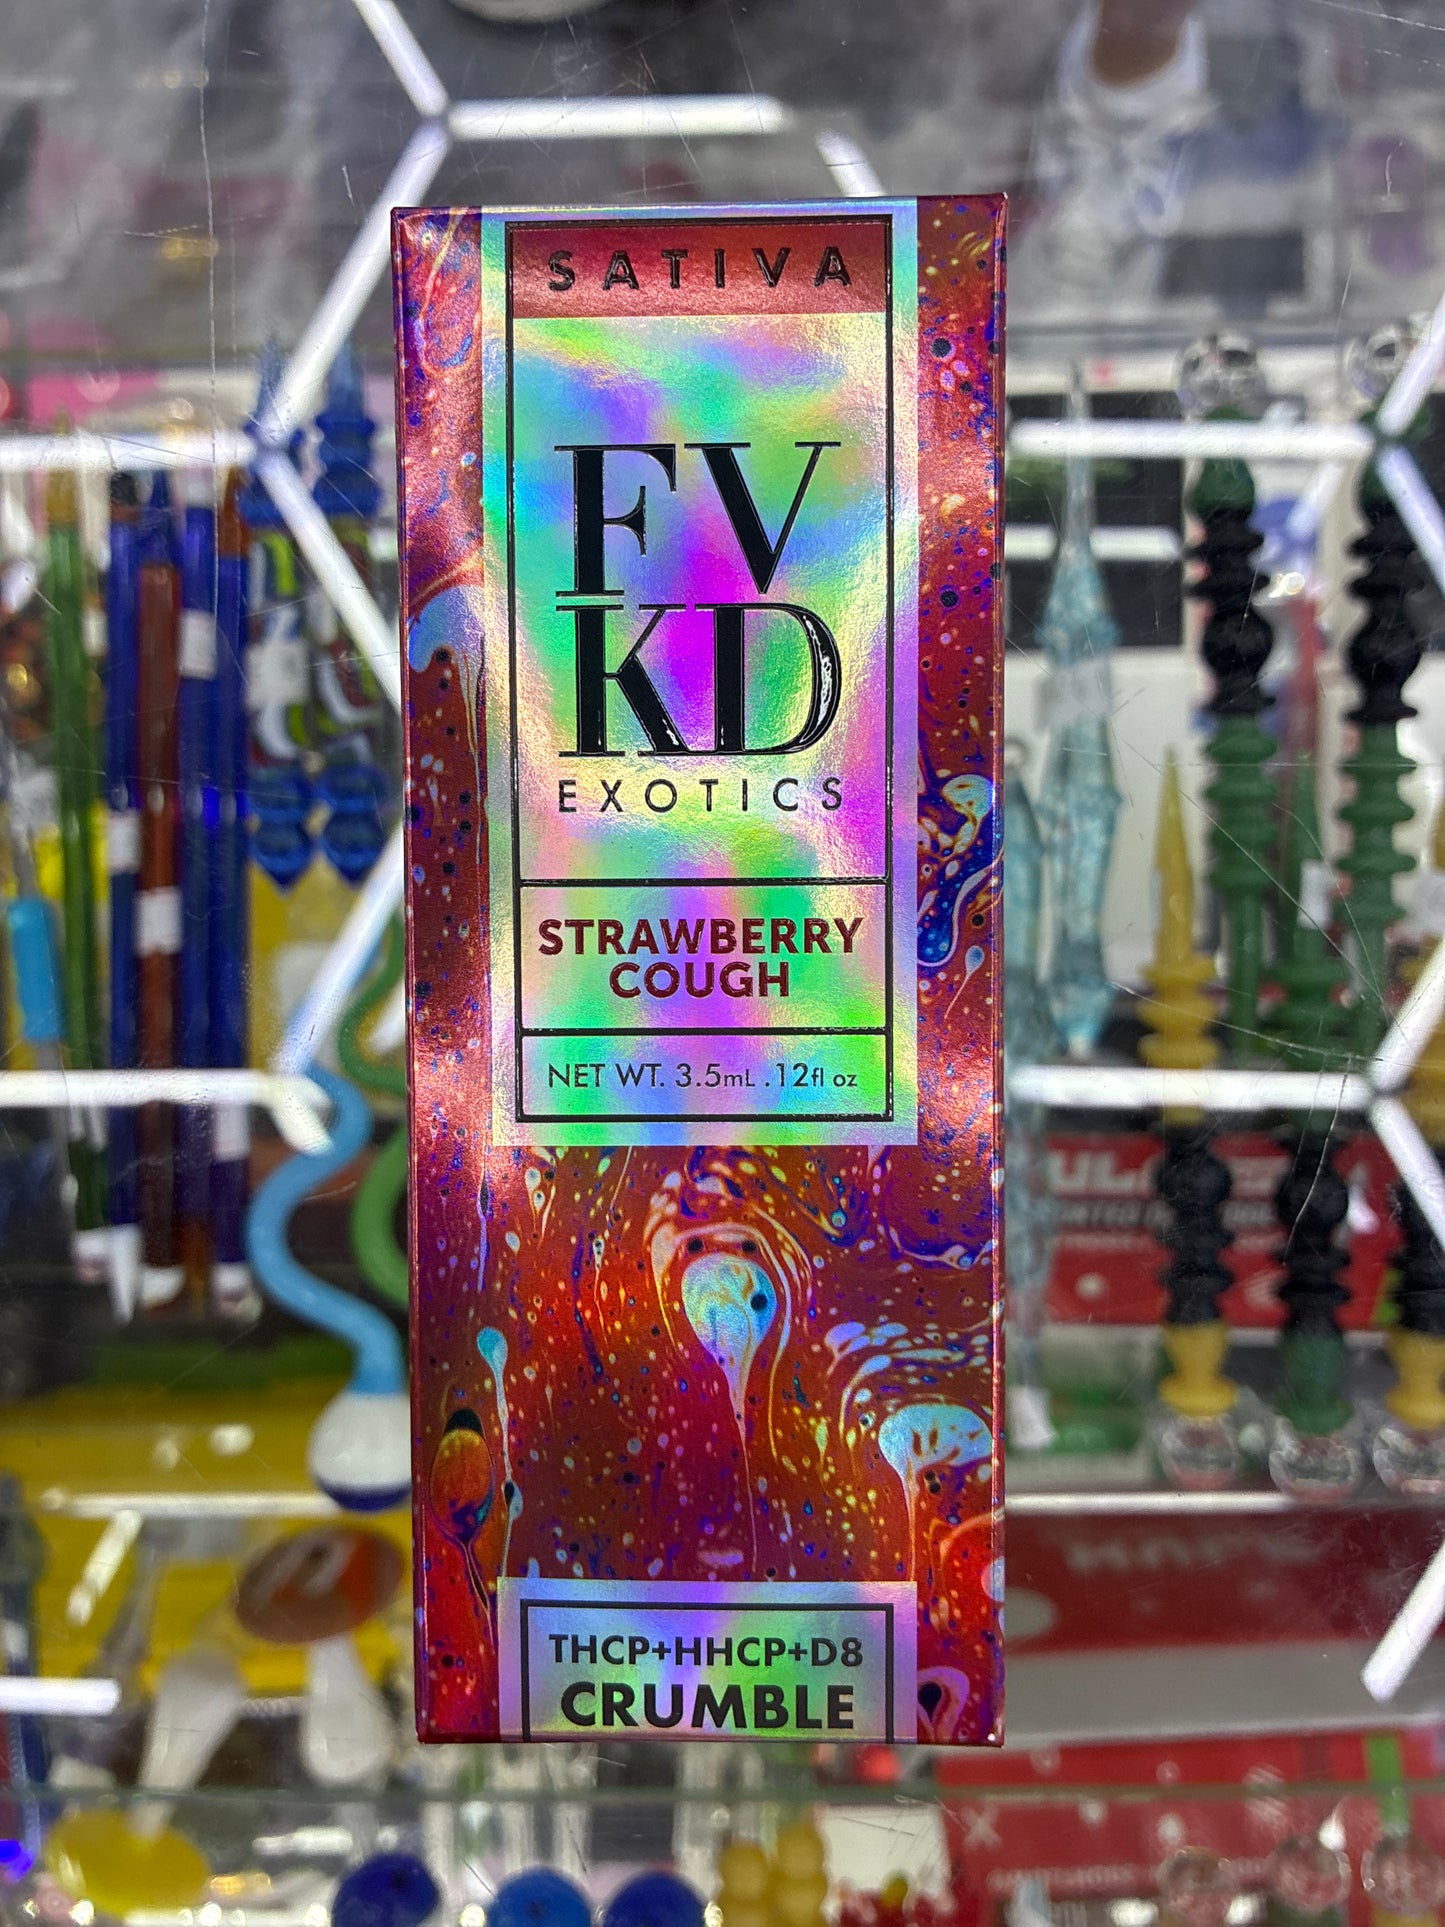 SATIVA
FV
KD
EXOTICS
STRAWBERRY
COUGH
NET WT. 3.5mL .12fl oz
THCP+HHCP+D8
CRUMBLE